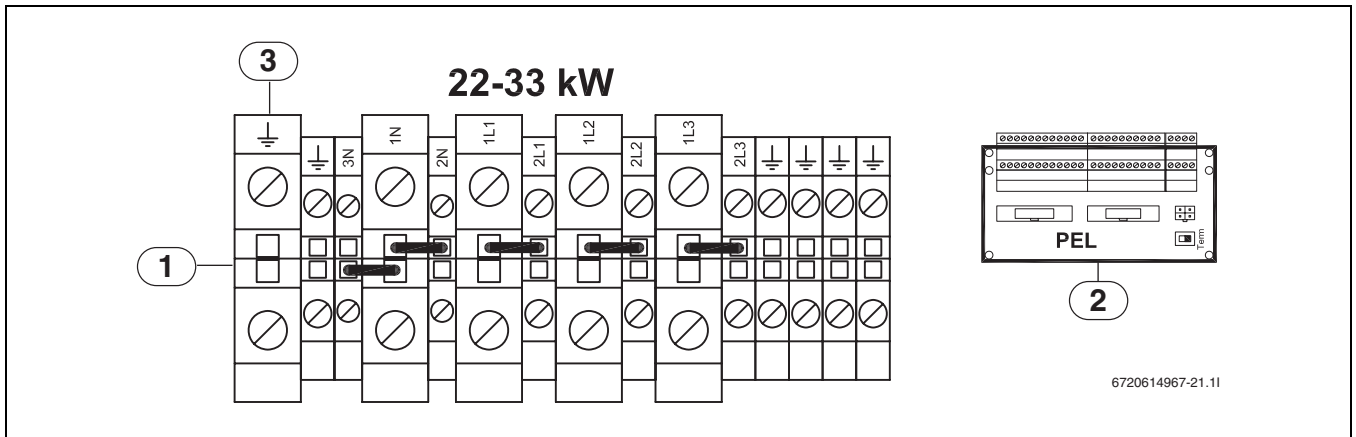 3
22-33 kW
⏚
⏚
3N
1N
2N
1L1
2L1
1L2
2L2
1L3
2L3
⏚
⏚
⏚
⏚
1
PEL
Term
2
6720614967-21.1I